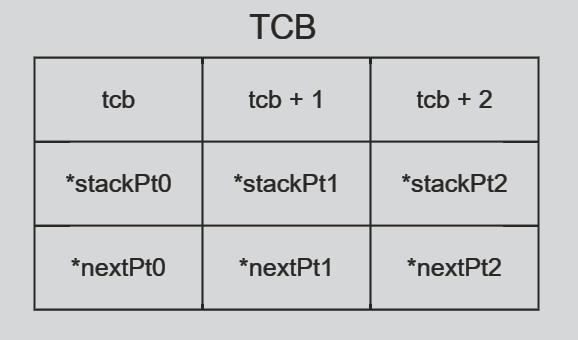 TCB
tcb tcb + 1 tcb + 2
*stackPt0 *stackPt1 *stackPt2
*nextPt0 *nextPt1 *nextPt2